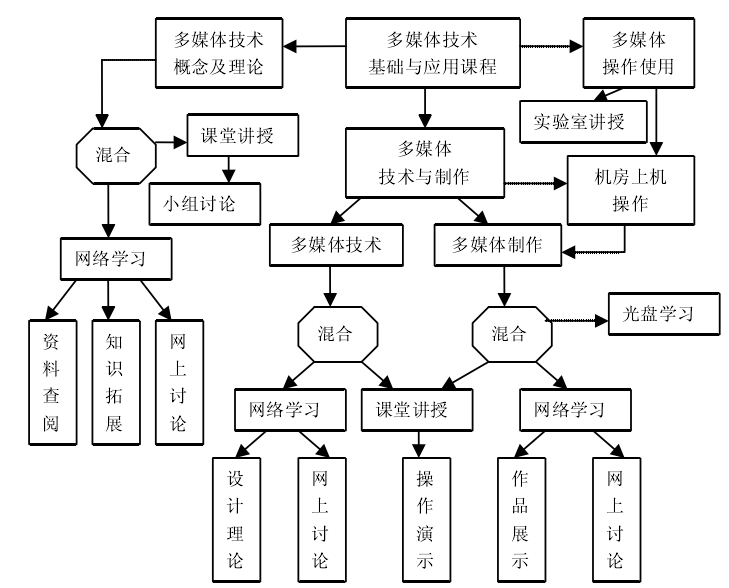 多媒体技术
概念及理论
多媒体技术
基础与应用课程
多媒体
操作使用
实验室讲授
课堂讲授
混合
多媒体
技术与制作
机房上机
操作
小组讨论
网络学习
多媒体技术
多媒体制作
光盘学习
混合
混合
资料查阅
知识拓展
网上讨论
网络学习
课堂讲授
网络学习
设计理论
网上讨论
操作演示
作品展示
网上讨论